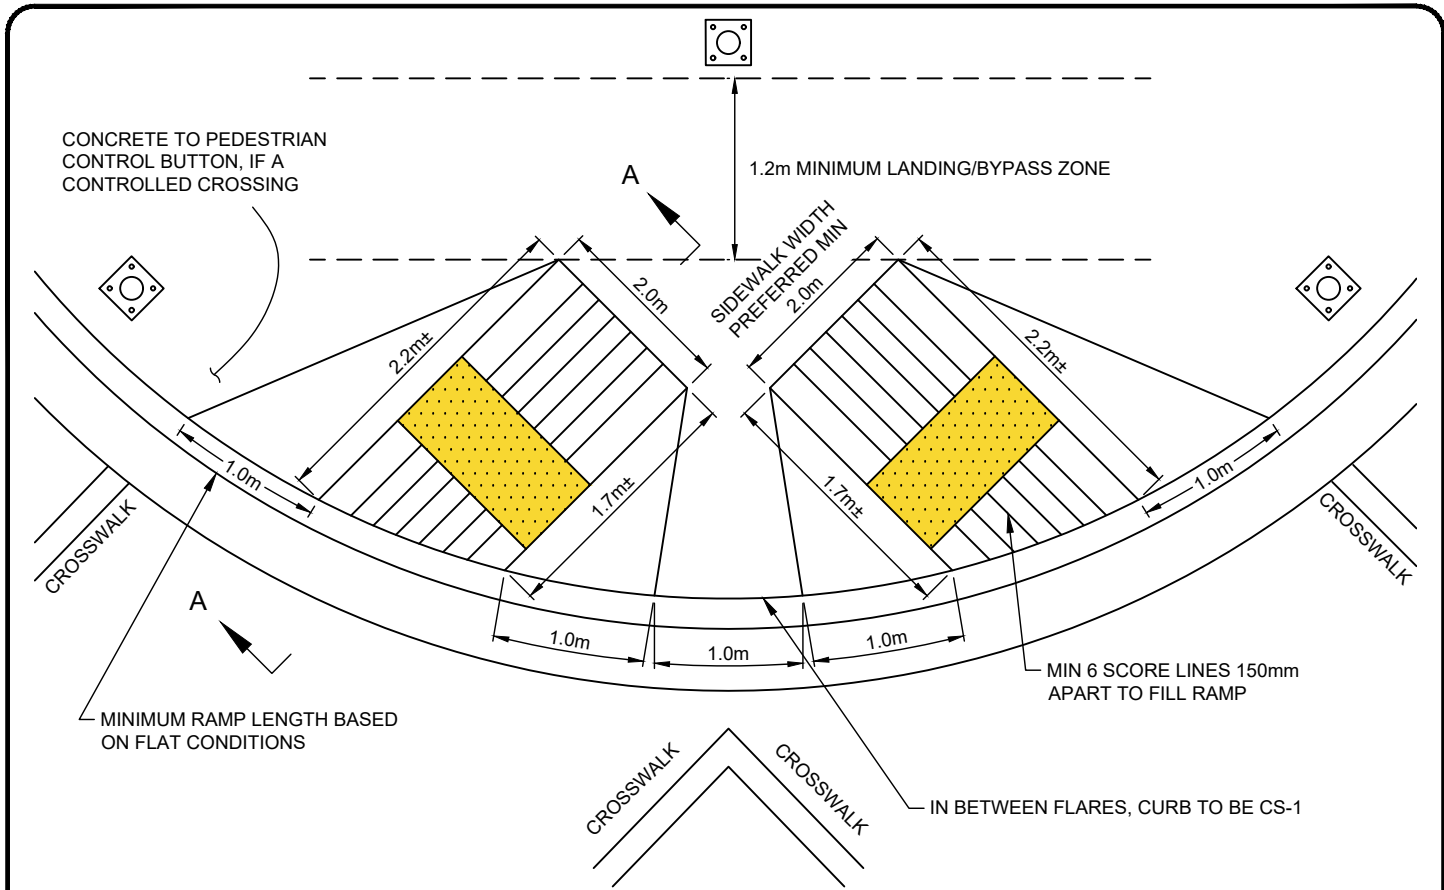 CONCRETE TO PEDESTRIAN
CONTROL BUTTON, IF A
CONTROLLED CROSSING
A
1.2m MINIMUM LANDING/BYPASS ZONE
SIDEWALK WIDTH
PREFERRED MIN
2.0m
2.0m
2.2m±
2.2m±
1.7m±
1.7m±
1.0m
1.0m
CROSSWALK
CROSSWALK
A
1.0m
1.0m
1.0m
MIN 6 SCORE LINES 150mm
APART TO FILL RAMP
MINIMUM RAMP LENGTH BASED
ON FLAT CONDITIONS
CROSSWALK
CROSSWALK
IN BETWEEN FLARES, CURB TO BE CS-1